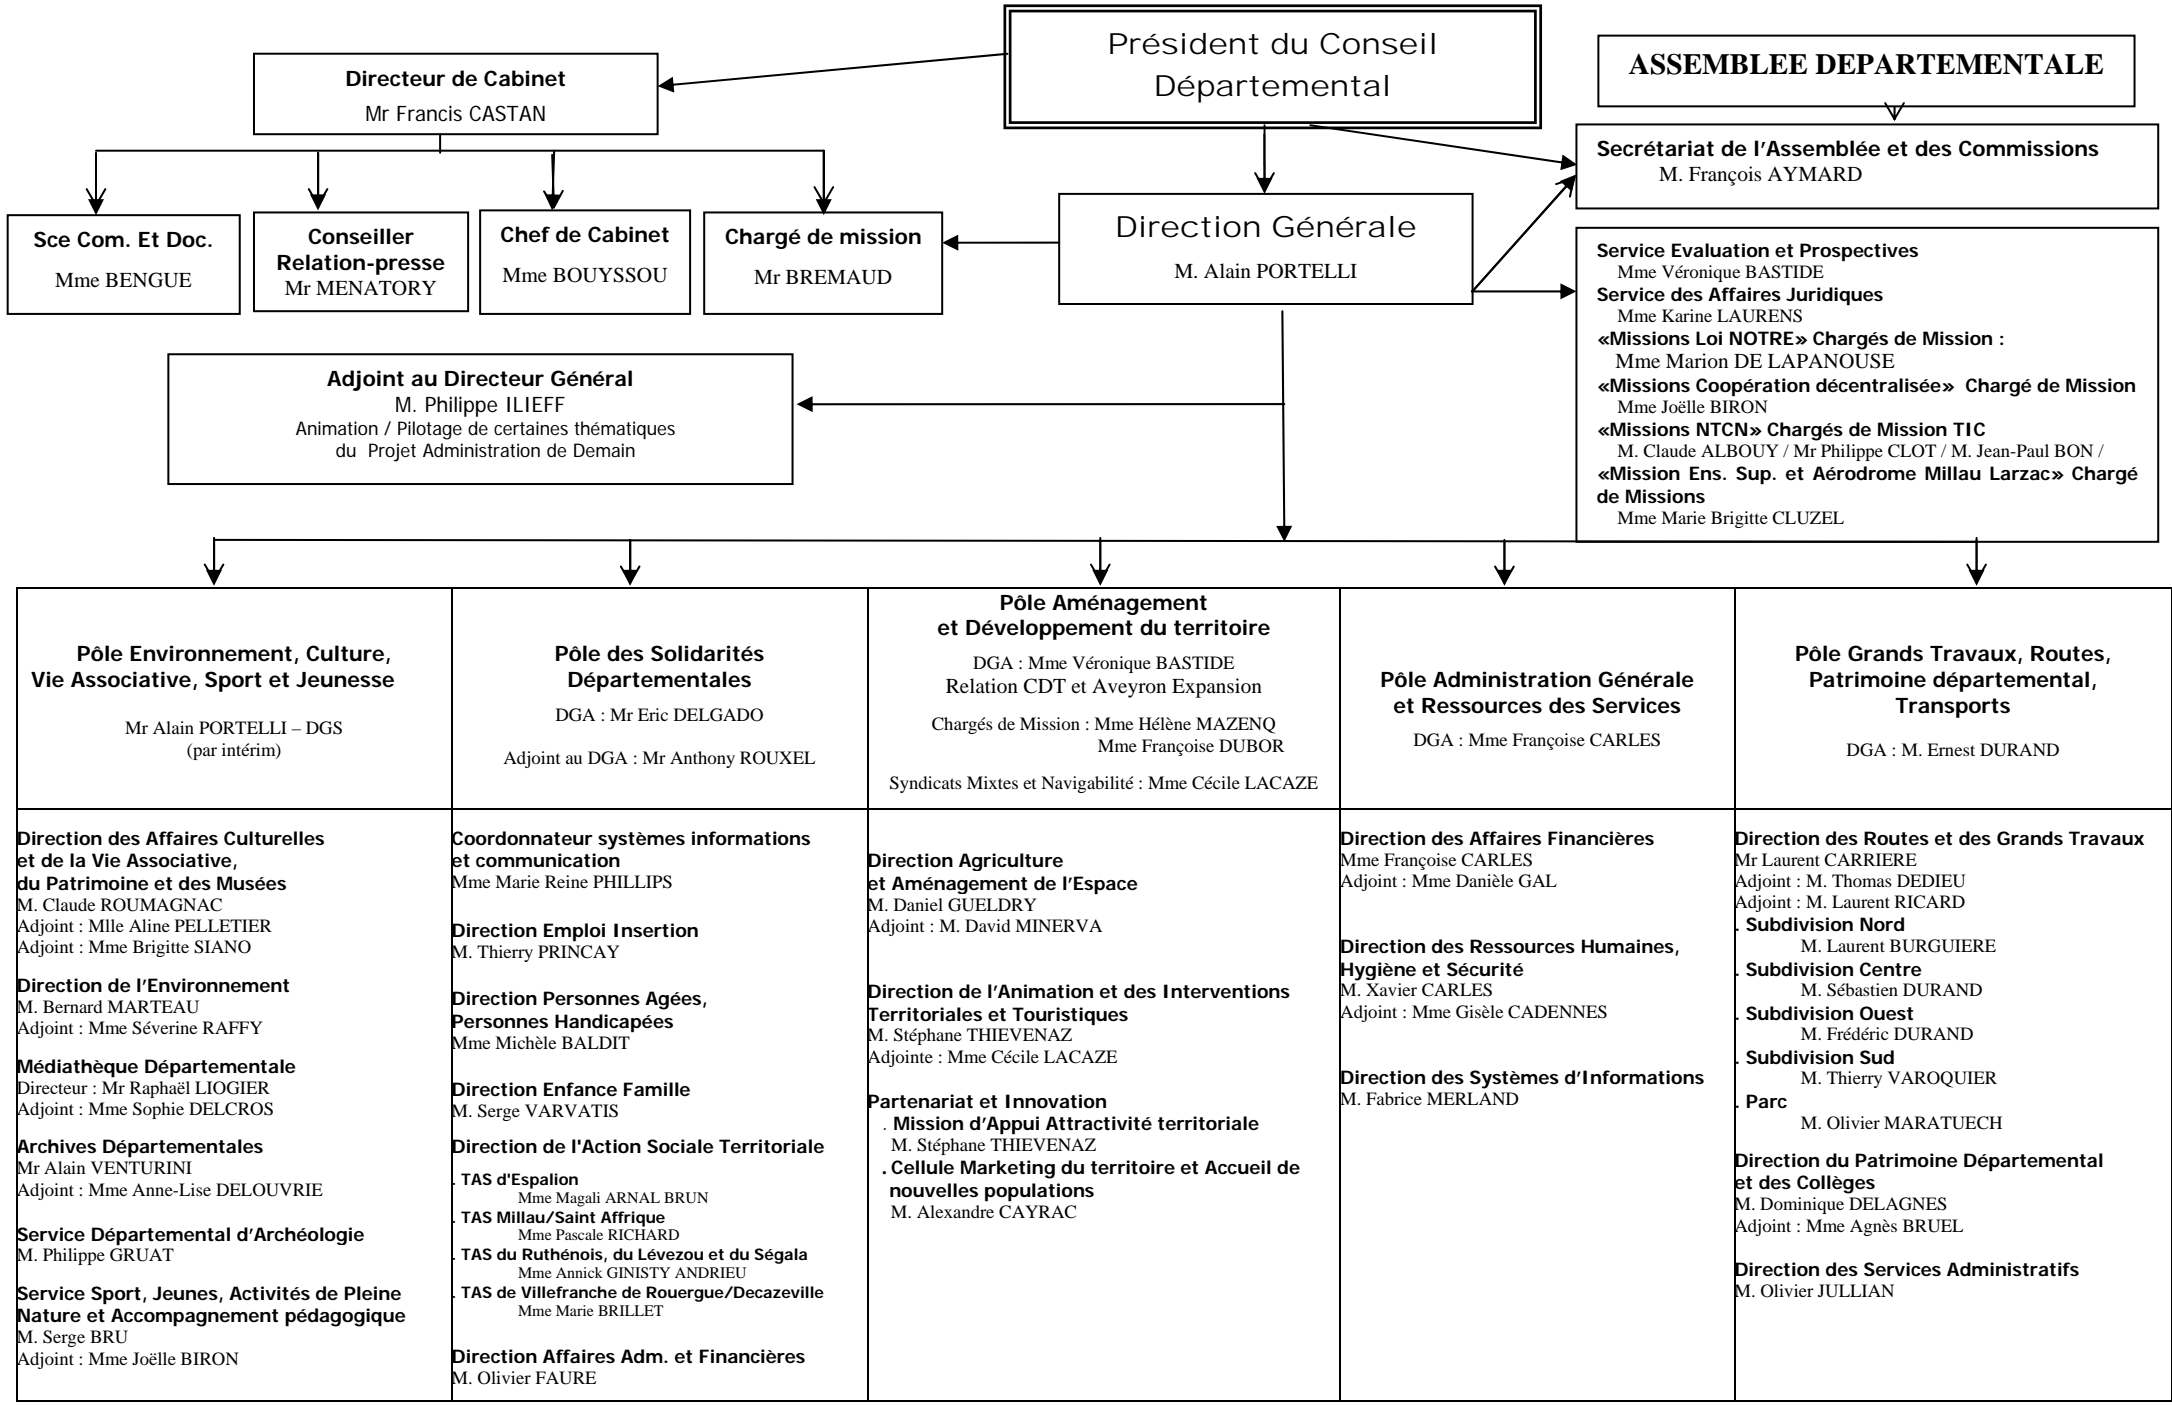 Président du Conseil
Départemental
ASSEMBLEE DEPARTEMENTALE
Directeur de Cabinet
Mr Francis CASTAN
Secrétariat de l'Assemblée et des Commissions
M. François AYMARD
Sce Com. Et Doc.
Mme BENGUE
Conseiller
Relation-presse
Mr MENATORY
Chef de Cabinet
Mme BOUYSSOU
Chargé de mission
Mr BREMAUD
Direction Générale
M. Alain PORTELLI
Service Evaluation et Prospectives
Mme Véronique BASTIDE
Service des Affaires Juridiques
Mme Karine LAURENS
«Missions Loi NOTRE» Chargés de Mission :
Mme Marion DE LAPANOUSE
«Missions Coopération décentralisée» Chargé de Mission
Mme Joëlle BIRON
«Missions NTCN» Chargés de Mission TIC
M. Claude ALBOUY / Mr Philippe CLOT / M. Jean-Paul BON /
«Mission Ens. Sup. et Aérodrome Millau Larzac» Chargé
de Missions
Mme Marie Brigitte CLUZEL
Adjoint au Directeur Général
M. Philippe ILIEFF
Animation / Pilotage de certaines thématiques
du Projet Administration de Demain
Pôle Environnement, Culture,
Vie Associative, Sport et Jeunesse
Mr Alain PORTELLI – DGS
(par intérim)
Pôle des Solidarités
Départementales
DGA : Mr Eric DELGADO
Adjoint au DGA : Mr Anthony ROUXEL
Pôle Aménagement
et Développement du territoire
DGA : Mme Véronique BASTIDE
Relation CDT et Aveyron Expansion
Chargés de Mission : Mme Hélène MAZENQ
Mme Françoise DUBOR
Syndicats Mixtes et Navigabilité : Mme Cécile LACAZE
Pôle Administration Générale
et Ressources des Services
DGA : Mme Françoise CARLES
Pôle Grands Travaux, Routes,
Patrimoine départemental,
Transports
DGA : M. Ernest DURAND
Direction des Affaires Culturelles
et de la Vie Associative,
du Patrimoine et des Musées
M. Claude ROUMAGNAC
Adjoint : Mlle Aline PELLETIER
Adjoint : Mme Brigitte SIANO
Direction de l'Environnement
M. Bernard MARTEAU
Adjoint : Mme Séverine RAFFY
Médiathèque Départementale
Directeur : Mr Raphaël LIOGIER
Adjoint : Mme Sophie DELCROS
Archives Départementales
Mr Alain VENTURINI
Adjoint : Mme Anne-Lise DELOUVRIE
Service Départemental d'Archéologie
M. Philippe GRUAT
Service Sport, Jeunes, Activités de Pleine
Nature et Accompagnement pédagogique
M. Serge BRU
Adjoint : Mme Joëlle BIRON
Coordonnateur systèmes informations
et communication
Mme Marie Reine PHILLIPS
Direction Emploi Insertion
M. Thierry PRINCAY
Direction Personnes Agées,
Personnes Handicapées
Mme Michèle BALDIT
Direction Enfance Famille
M. Serge VARVATIS
Direction de l'Action Sociale Territoriale
. TAS d'Espalion
Mme Magali ARNAL BRUN
. TAS Millau/Saint Affrique
Mme Pascale RICHARD
. TAS du Ruthénois, du Lévezou et du Ségala
Mme Annick GINISTY ANDRIEU
. TAS de Villefranche de Rouergue/Decazeville
Mme Marie BRILLET
Direction Affaires Adm. et Financières
M. Olivier FAURE
Direction Agriculture
et Aménagement de l'Espace
M. Daniel GUELDRY
Adjoint : M. David MINERVA
Direction de l'Animation et des Interventions
Territoriales et Touristiques
M. Stéphane THIEVENAZ
Adjointe : Mme Cécile LACAZE
Partenariat et Innovation
. Mission d'Appui Attractivité territoriale
M. Stéphane THIEVENAZ
. Cellule Marketing du territoire et Accueil de
nouvelles populations
M. Alexandre CAYRAC
Direction des Affaires Financières
Mme Françoise CARLES
Adjoint : Mme Danièle GAL
Direction des Ressources Humaines,
Hygiène et Sécurité
M. Xavier CARLES
Adjoint : Mme Gisèle CADENNES
Direction des Systèmes d'Informations
M. Fabrice MERLAND
Direction des Routes et des Grands Travaux
Mr Laurent CARRIERE
Adjoint : M. Thomas DEDIEU
Adjoint : M. Laurent RICARD
. Subdivision Nord
M. Laurent BURGUIERE
. Subdivision Centre
M. Sébastien DURAND
. Subdivision Ouest
M. Frédéric DURAND
. Subdivision Sud
M. Thierry VAROQUIER
. Parc
M. Olivier MARATUECH
Direction du Patrimoine Départemental
et des Collèges
M. Dominique DELAGNES
Adjoint : Mme Agnès BRUEL
Direction des Services Administratifs
M. Olivier JULLIAN